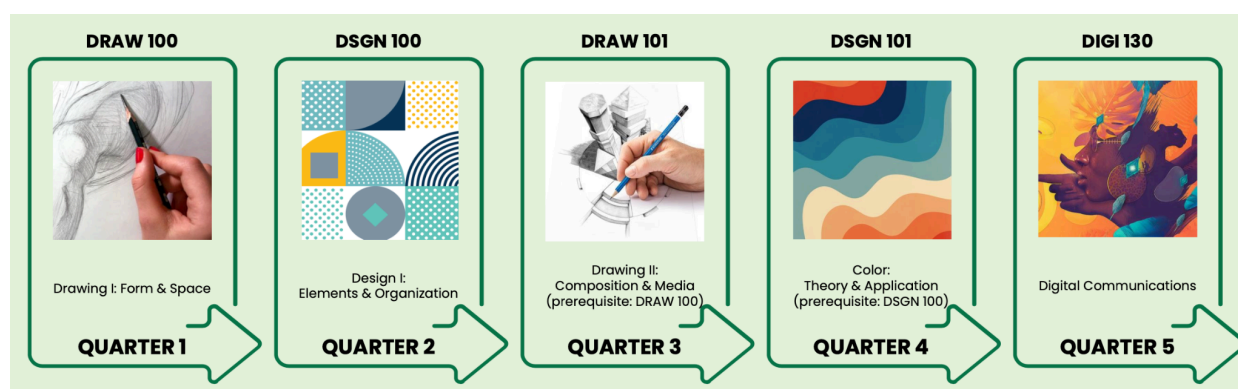 DRAW 100
Drawing I: Form & Space
QUARTER 1
DSGN 100
Design I:
Elements & Organization
QUARTER 2
DRAW 101
Drawing II:
Composition & Media
(prerequisite: DRAW 100)
QUARTER 3
DSGN 101
Color:
Theory & Application
(prerequisite: DSGN 100)
QUARTER 4
DIGI 130
Digital Communications
QUARTER 5